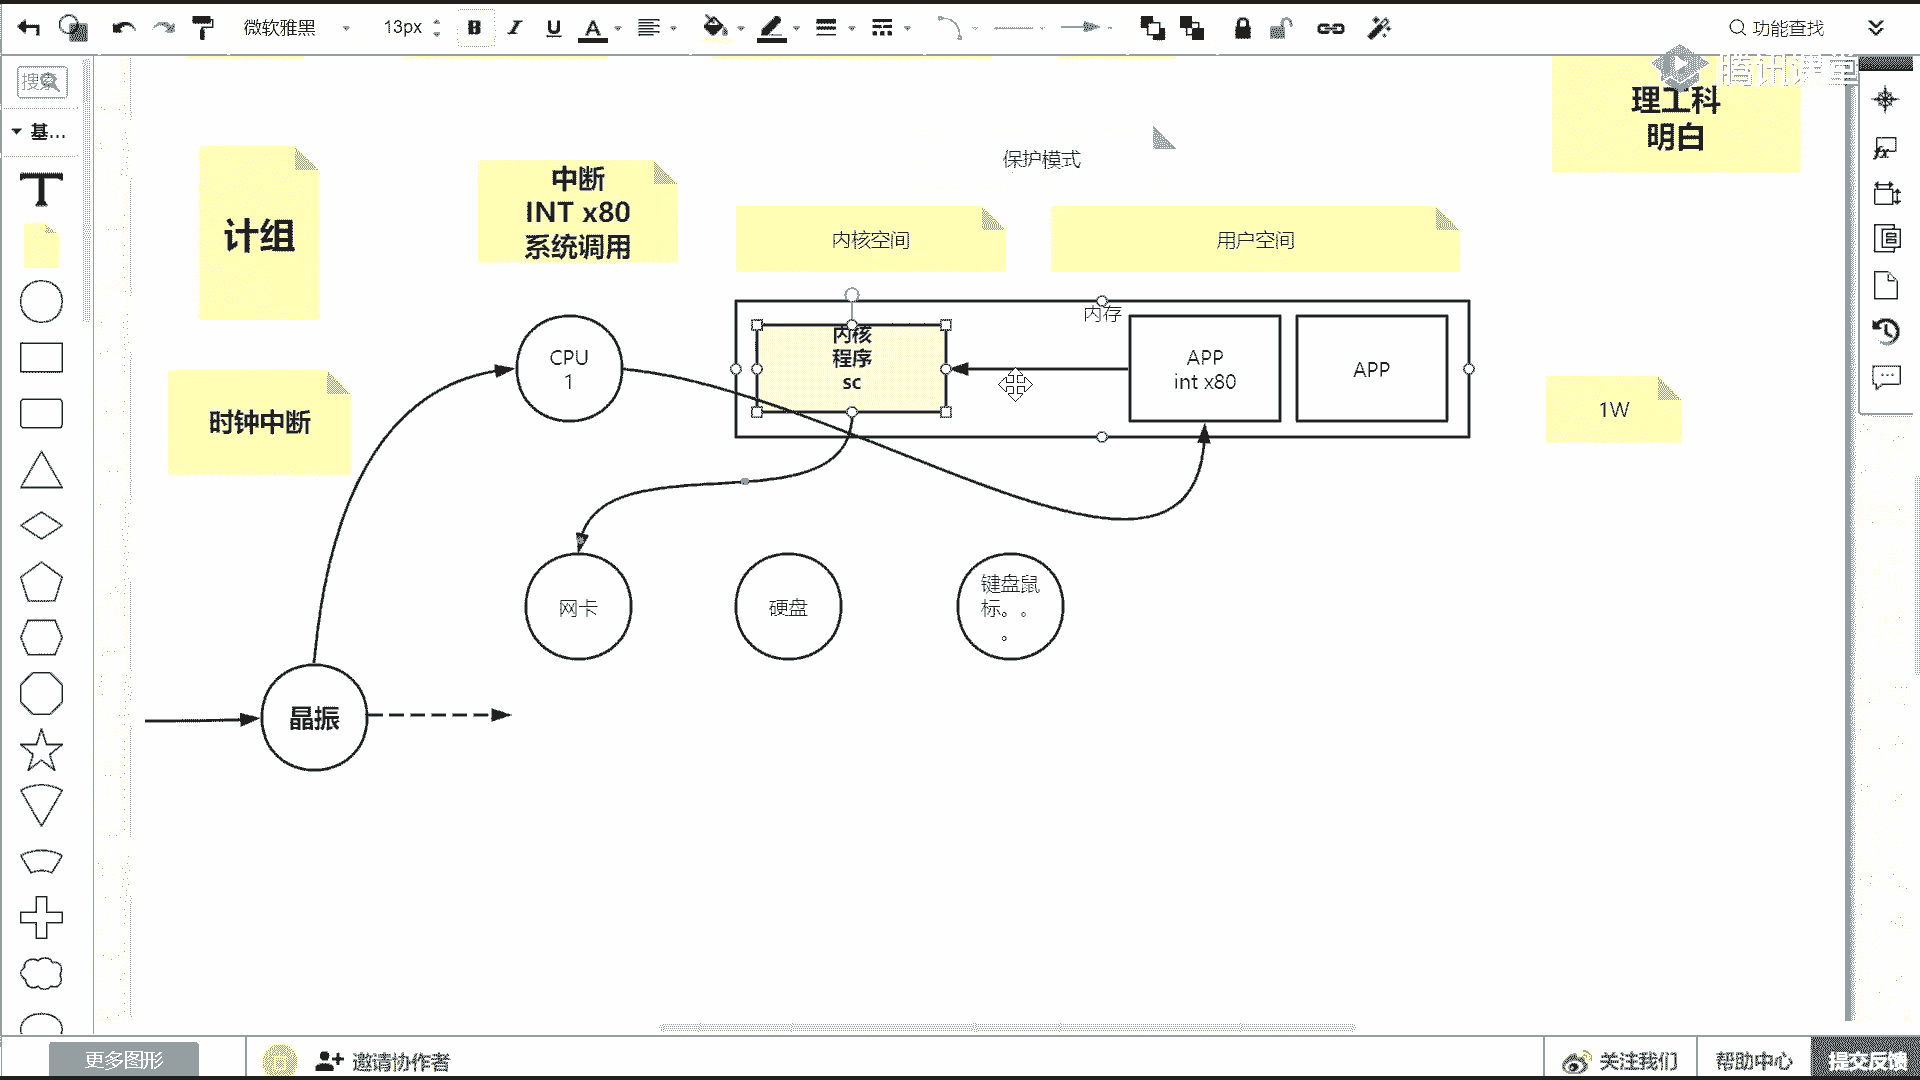 微软雅黑
13px
B
I
U
A
功能查找
腾讯课堂
搜索
基...
T
理工科
明白
保护模式
计组
中断
INT x80
系统调用
内核空间
用户空间
内存
CPU
1
内核
程序
sc
APP
int x80
APP
时钟中断
1W
网卡
硬盘
键盘鼠
标。。
。
晶振
更多图形
邀请协作者
关注我们
帮助中心
提交反馈